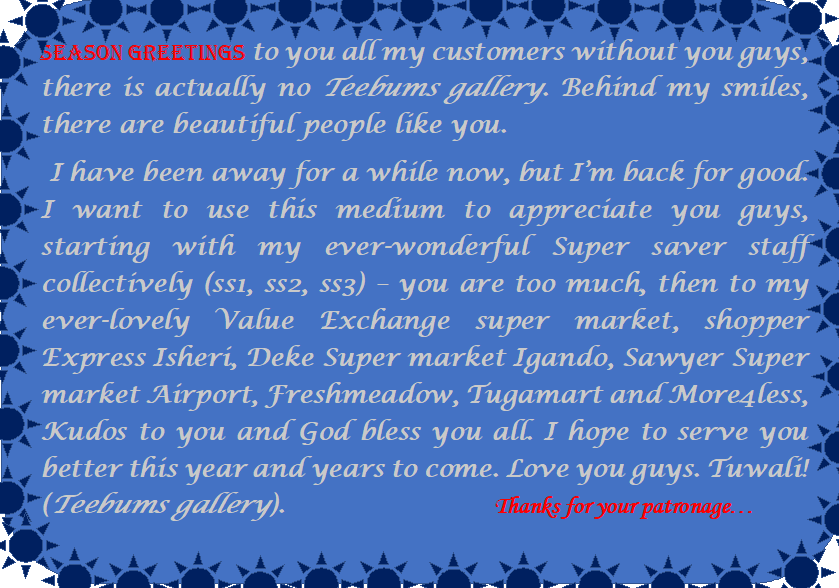 SEASON GREETINGS to you all my customers without you guys,
there is actually no Teebums gallery. Behind my smiles,
there are beautiful people like you.
I have been away for a while now, but I'm back for good.
I want to use this medium to appreciate you guys,
starting with my ever-wonderful Super saver staff
collectively (ss1, ss2, ss3) – you are too much, then to my
ever-lovely Value Exchange super market, shopper
Express Isheri, Deke Super market Igando, Sawyer Super
market Airport, Freshmeadow, Tugamart and More4less,
Kudos to you and God bless you all. I hope to serve you
better this year and years to come. Love you guys. Tuwali!
(Teebums gallery). Thanks for your patronage...